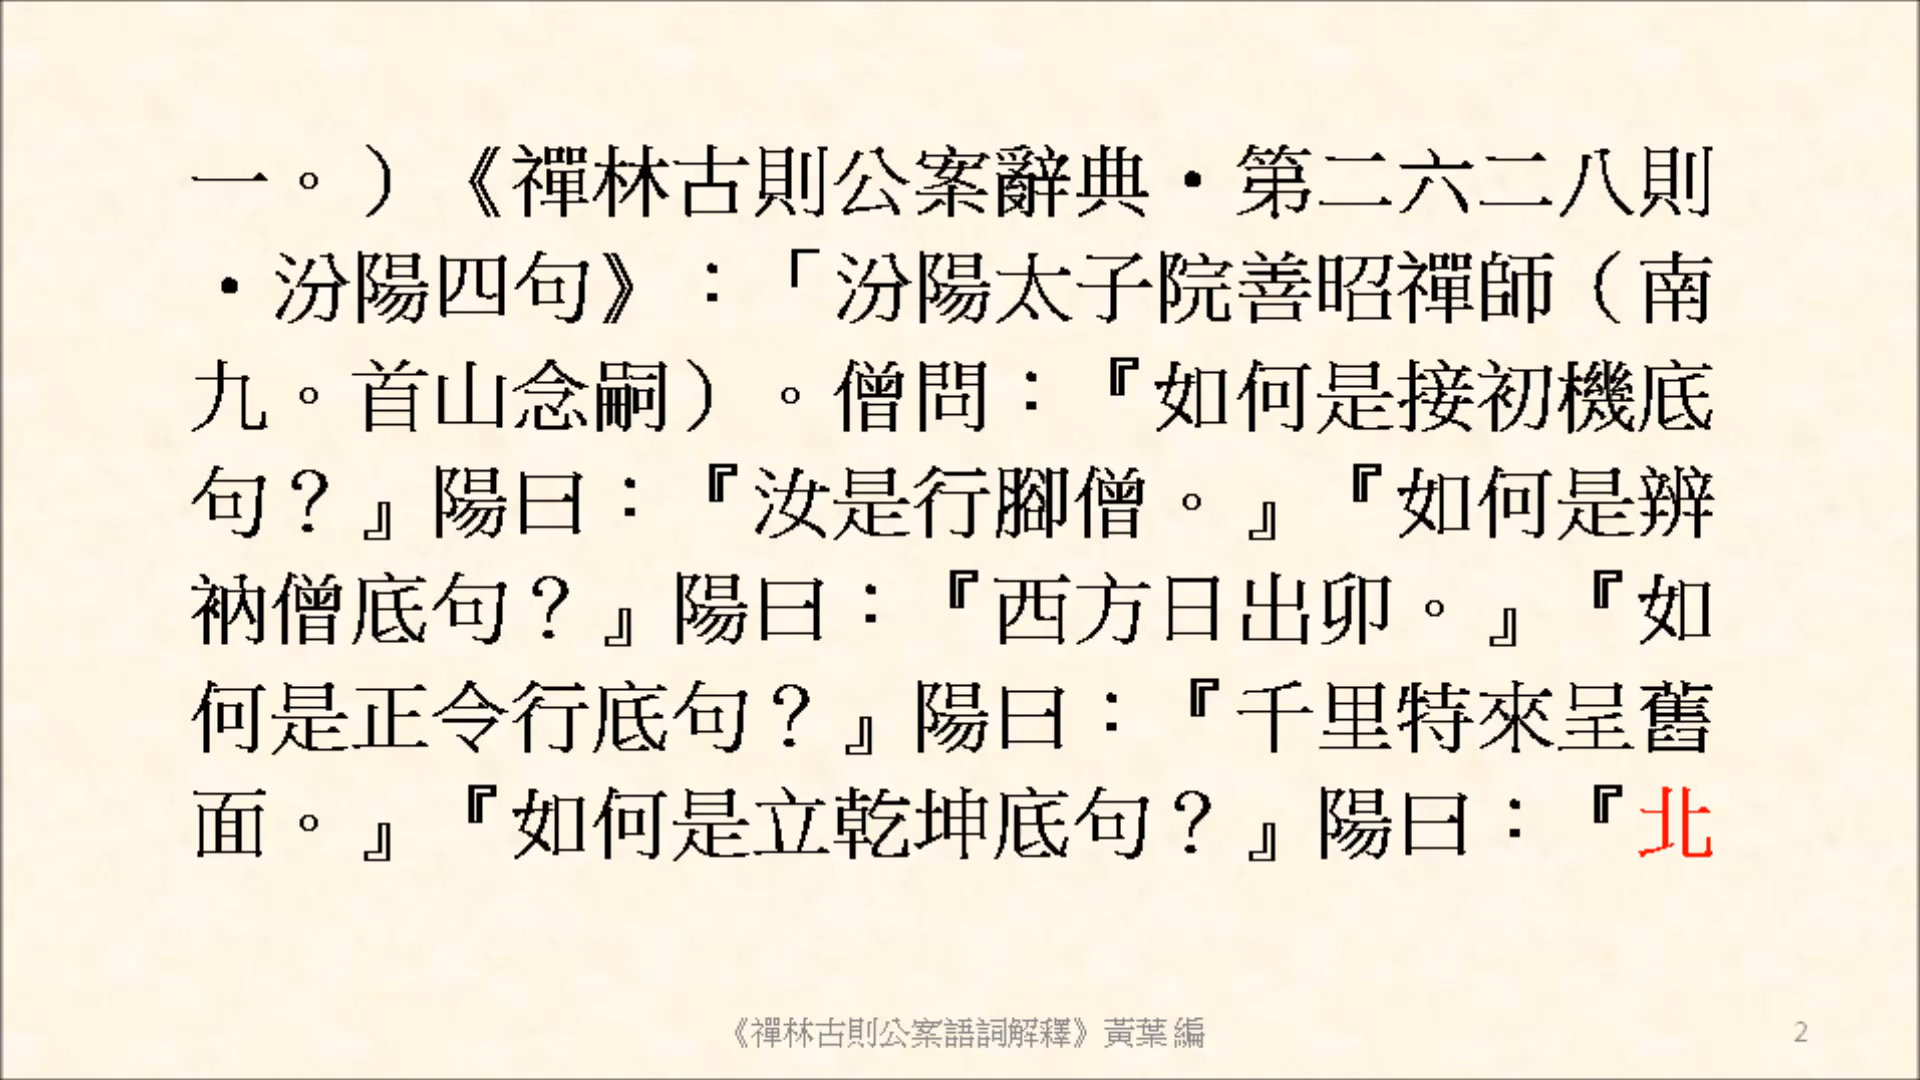 一。）《禪林古則公案辭典・第二六二八則
・汾陽四句》：「汾陽太子院善昭禪師（南
九。首山念嗣）。僧問：『如何是接初機底
句？』陽曰：『汝是行腳僧。』『如何是辨
衲僧底句？』陽曰：『西方日出卯。』『如
何是正令行底句？』陽曰：『千里特來呈舊
面。』『如何是立乾坤底句？』陽曰：『北
《禪林古則公案語詞解釋》黃葉 編
2